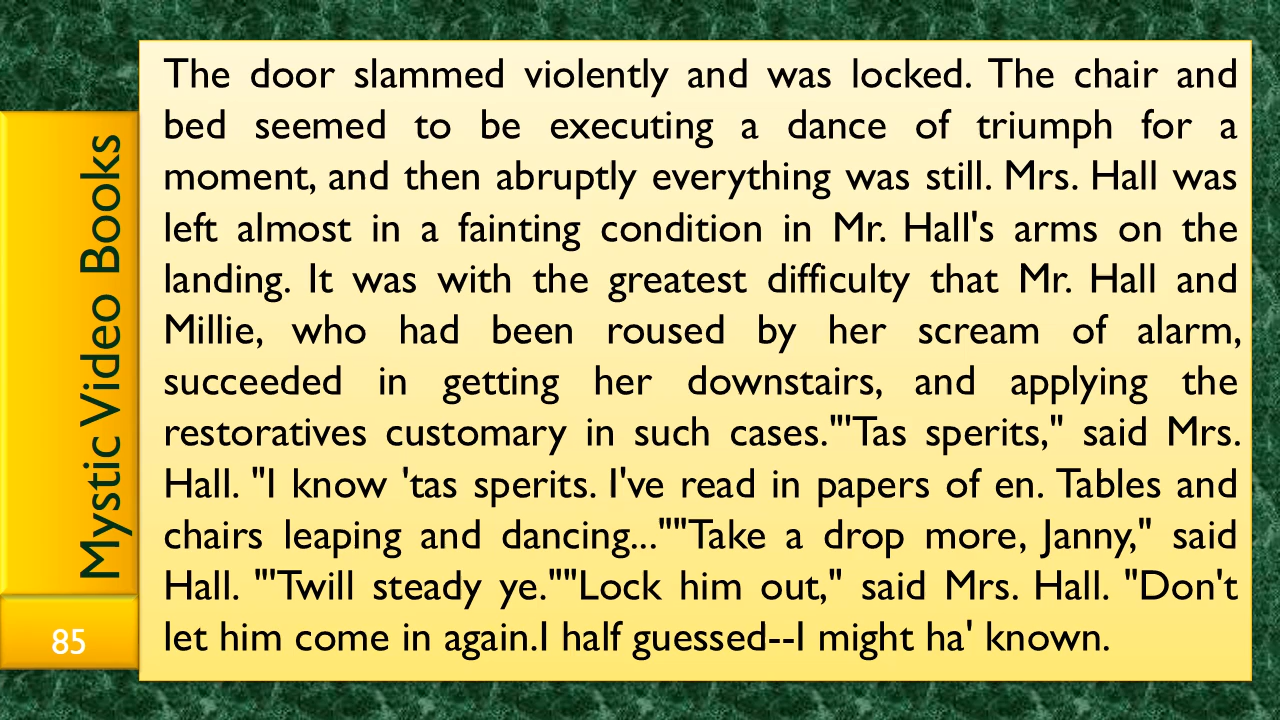 The door slammed violently and was locked. The chair and
bed seemed to be executing a dance of triumph for a
moment, and then abruptly everything was still. Mrs. Hall was
left almost in a fainting condition in Mr. Hall's arms on the
landing. It was with the greatest difficulty that Mr. Hall and
Millie, who had been roused by her scream of alarm,
succeeded in getting her downstairs, and applying the
restoratives customary in such cases."'Tas sperits," said Mrs.
Hall. "I know 'tas sperits. I've read in papers of en. Tables and
chairs leaping and dancing...""Take a drop more, Janny," said
Hall. "'Twill steady ye.""Lock him out," said Mrs. Hall. "Don't
let him come in again.I half guessed--I might ha' known.
Mystic Video Books
85